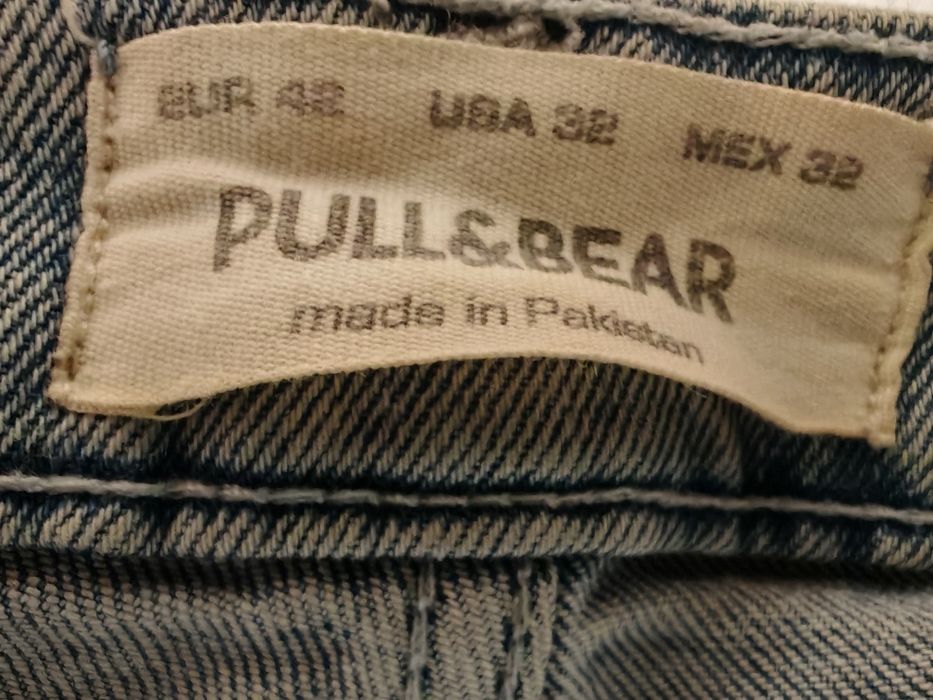 EUR 42 USA 32 MEX 32
PULL&BEAR
made in Pakistan